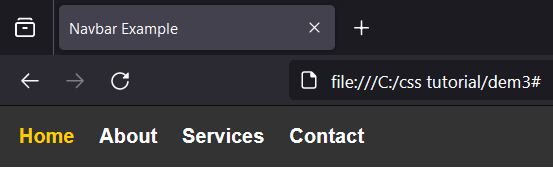 Navbar Example
file:///C:/css tutorial/dem3#
Home About Services Contact